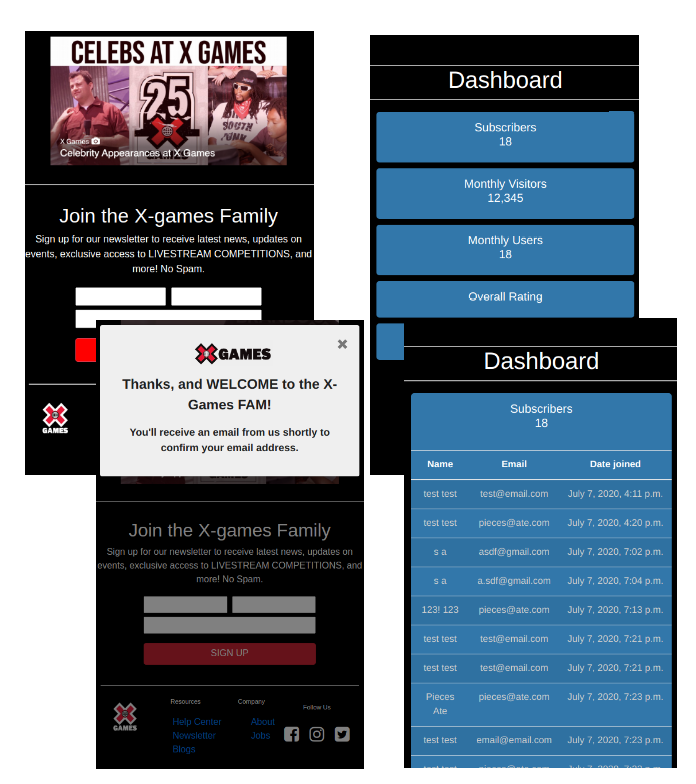 CELEBS AT X GAMES
25
SOUTH
X Games
Celebrity Appearances at X Games
Join the X-games Family
Sign up for our newsletter to receive latest news, updates on
events, exclusive access to LIVESTREAM COMPETITIONS, and
more! No Spam.
GAMES
GAMES
×
Thanks, and WELCOME to the X-
Games FAM!
You'll receive an email from us shortly to
confirm your email address.
Join the X-games Family
Sign up for our newsletter to receive latest news, updates on
events, exclusive access to LIVESTREAM COMPETITIONS, and
more! No Spam.
SIGN UP
GAMES
Resources
Help Center
Newsletter
Blogs
Company
About
Jobs
Follow Us
Dashboard
Subscribers
18
Monthly Visitors
12,345
Monthly Users
18
Overall Rating
Dashboard
Subscribers
18
Name Email Date joined
test test test@email.com July 7, 2020, 4:11 p.m.
test test pieces@ate.com July 7, 2020, 4:20 p.m.
s a asdf@gmail.com July 7, 2020, 7:02 p.m.
s a a.sdf@gmail.com July 7, 2020, 7:04 p.m.
123! 123 pieces@ate.com July 7, 2020, 7:13 p.m.
test test test@email.com July 7, 2020, 7:21 p.m.
test test test@email.com July 7, 2020, 7:21 p.m.
Pieces pieces@ate.com July 7, 2020, 7:23 p.m.
Ate
test test email@email.com July 7, 2020, 7:23 p.m.